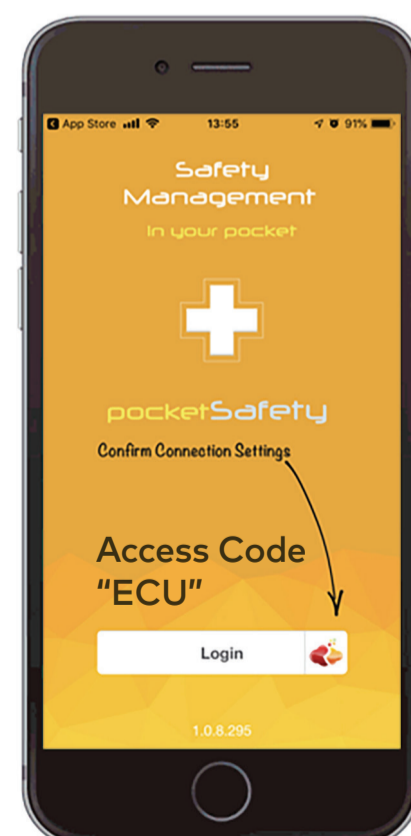 App Store 13:55 91%
Safety
Management
In your pocket
pocketSafety
Confirm Connection Settings
Access Code
“ECU”
Login
1.0.8.295